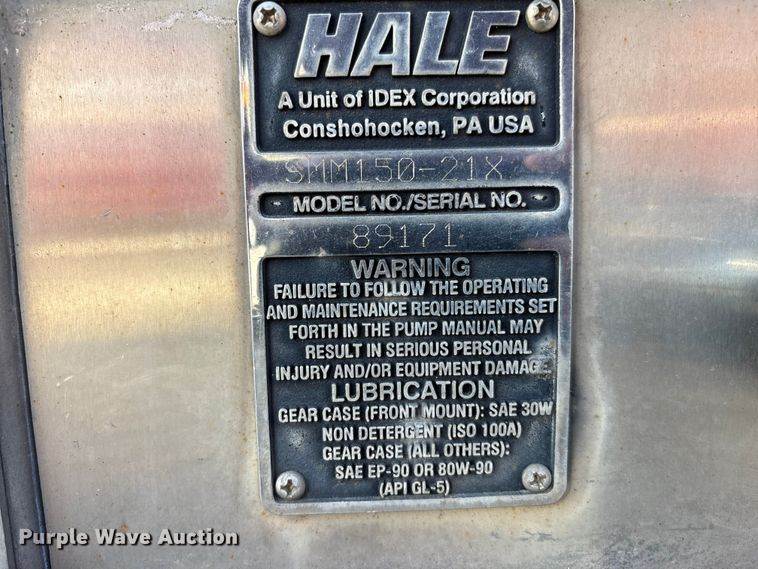 HALE
A Unit of IDEX Corporation
Conshohocken, PA USA
SMM150-21X
MODEL NO./SERIAL NO.
89171
WARNING
FAILURE TO FOLLOW THE OPERATING
AND MAINTENANCE REQUIREMENTS SET
FORTH IN THE PUMP MANUAL MAY
RESULT IN SERIOUS PERSONAL
INJURY AND/OR EQUIPMENT DAMAGE.
LUBRICATION
GEAR CASE (FRONT MOUNT): SAE 30W
NON DETERGENT (ISO 100A)
GEAR CASE (ALL OTHERS):
SAE EP-90 OR 80W-90
(API GL-5)
Purple Wave Auction